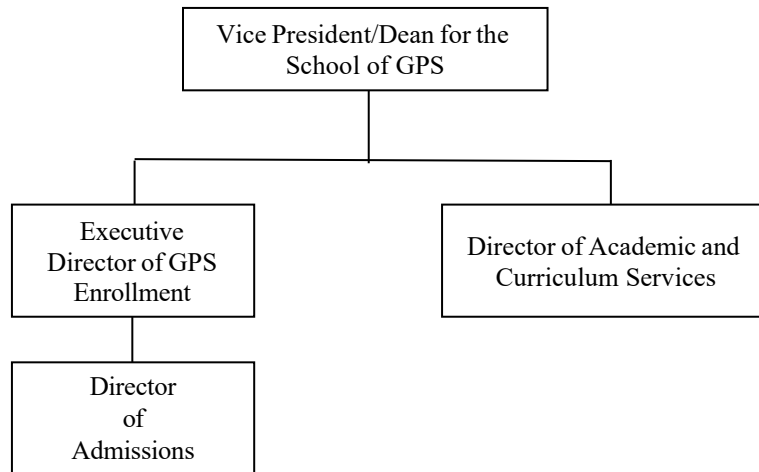 Vice President/Dean for the
School of GPS
Executive
Director of GPS
Enrollment
Director of Academic and
Curriculum Services
Director
of
Admissions